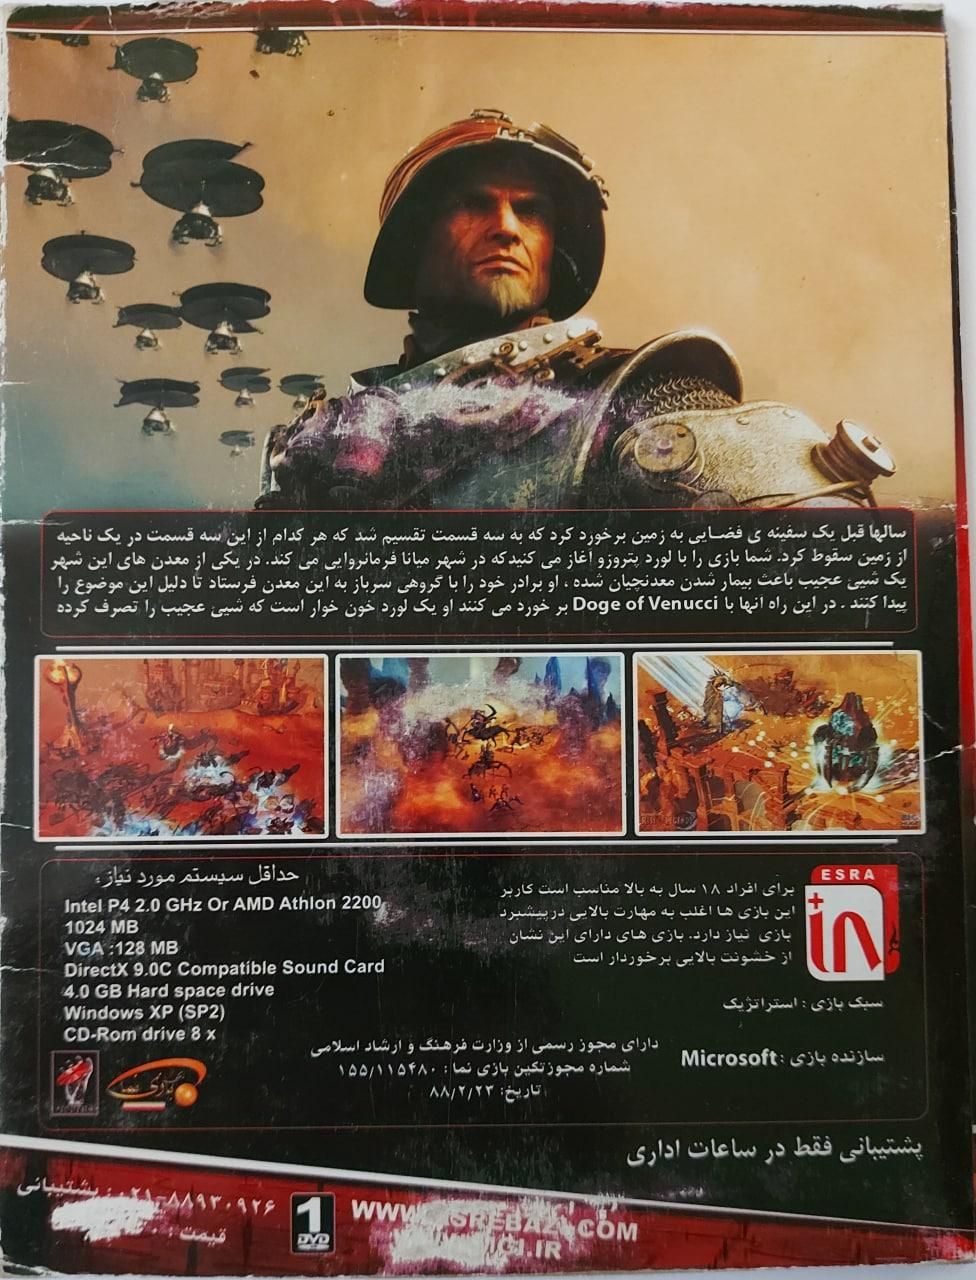 سالها قبل یک سفینه ی فضایی به زمین برخورد کرد که به سه قسمت تقسیم شد که هر کدام از این سه قسمت در یک ناحیه
از زمین سقوط کرد. شما بازی را با لورد پتروزو آغاز می کنیدکه در شهر میانا فرمانروایی می کند. در یکی از معدن های این شهر
یک شیئ عجیب باعث بیمار شدن معدنچیان شده ، او برادر خود را با گروهی سرباز به این معدن فرستاد تا دلیل این موضوع را
پیدا کنند . در این راه آنها با Doge of Venucci بر خورد می کنند او یک لورد خون خوار است که شیئ عجیب را تصرف کرده
حداقل سیستم مورد نیاز:
Intel P4 2.0 GHz Or AMD Athlon 2200
1024 MB
VGA :128 MB
DirectX 9.0C Compatible Sound Card
4.0 GB Hard space drive
Windows XP (SP2)
CD-Rom drive 8 x
ESRA
+۱۸
برای افراد ۱۸ سال به بالا مناسب است کاربر
این بازی ها اغلب به مهارت بالایی درپیشبرد
بازی نیاز دارد. بازی های دارای این نشان
از خشونت بالایی برخوردار است
سبک بازی : استراتژیک
سازنده بازی :Microsoft
دارای مجوز رسمی از وزارت فرهنگ و ارشاد اسلامی
شماره مجوزتکین بازی نما : ۱۵۵/۱۱۵۴۸۰
تاریخ: ۸۸/۲/۲۳
پشتیبانی فقط در ساعات اداری
پشتیبانی : ۰۲۱-۸۸۹۳۰۹۲۶
قیمت :
1
DVD
WWW. SREBAZI.COM